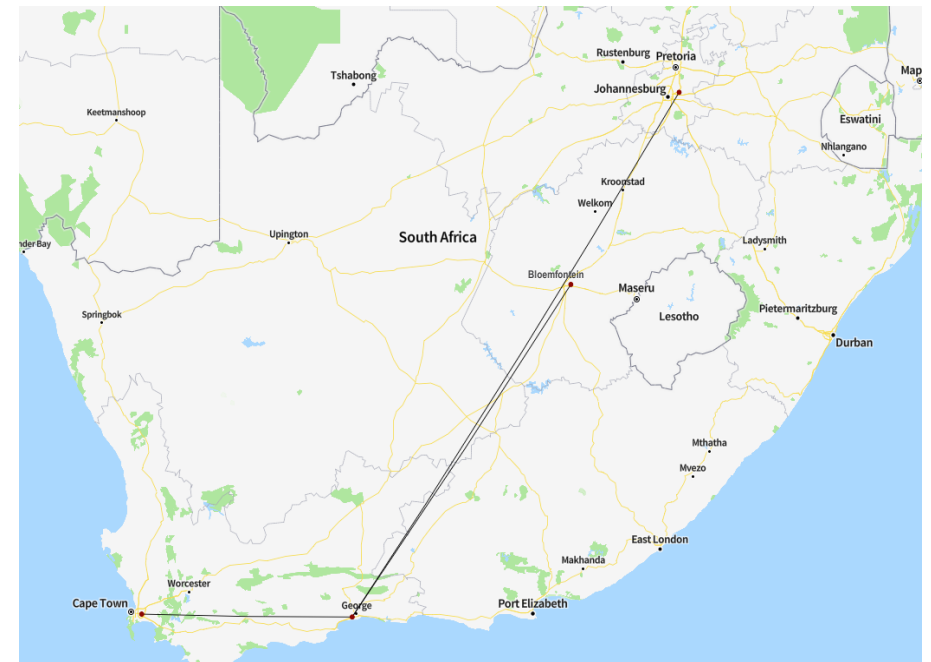 Rustenburg
Pretoria
Tshabong
Map
Johannesburg
Keetmanshoop
Eswatini
Nhlangano
Kroonstad
Welkom
Upington
South Africa
Ladysmith
nder Bay
Bloemfontein
Maseru
Pietermaritzburg
Springbok
Lesotho
Durban
Mthatha
Mvezo
East London
Makhanda
Worcester
Cape Town
George
Port Elizabeth